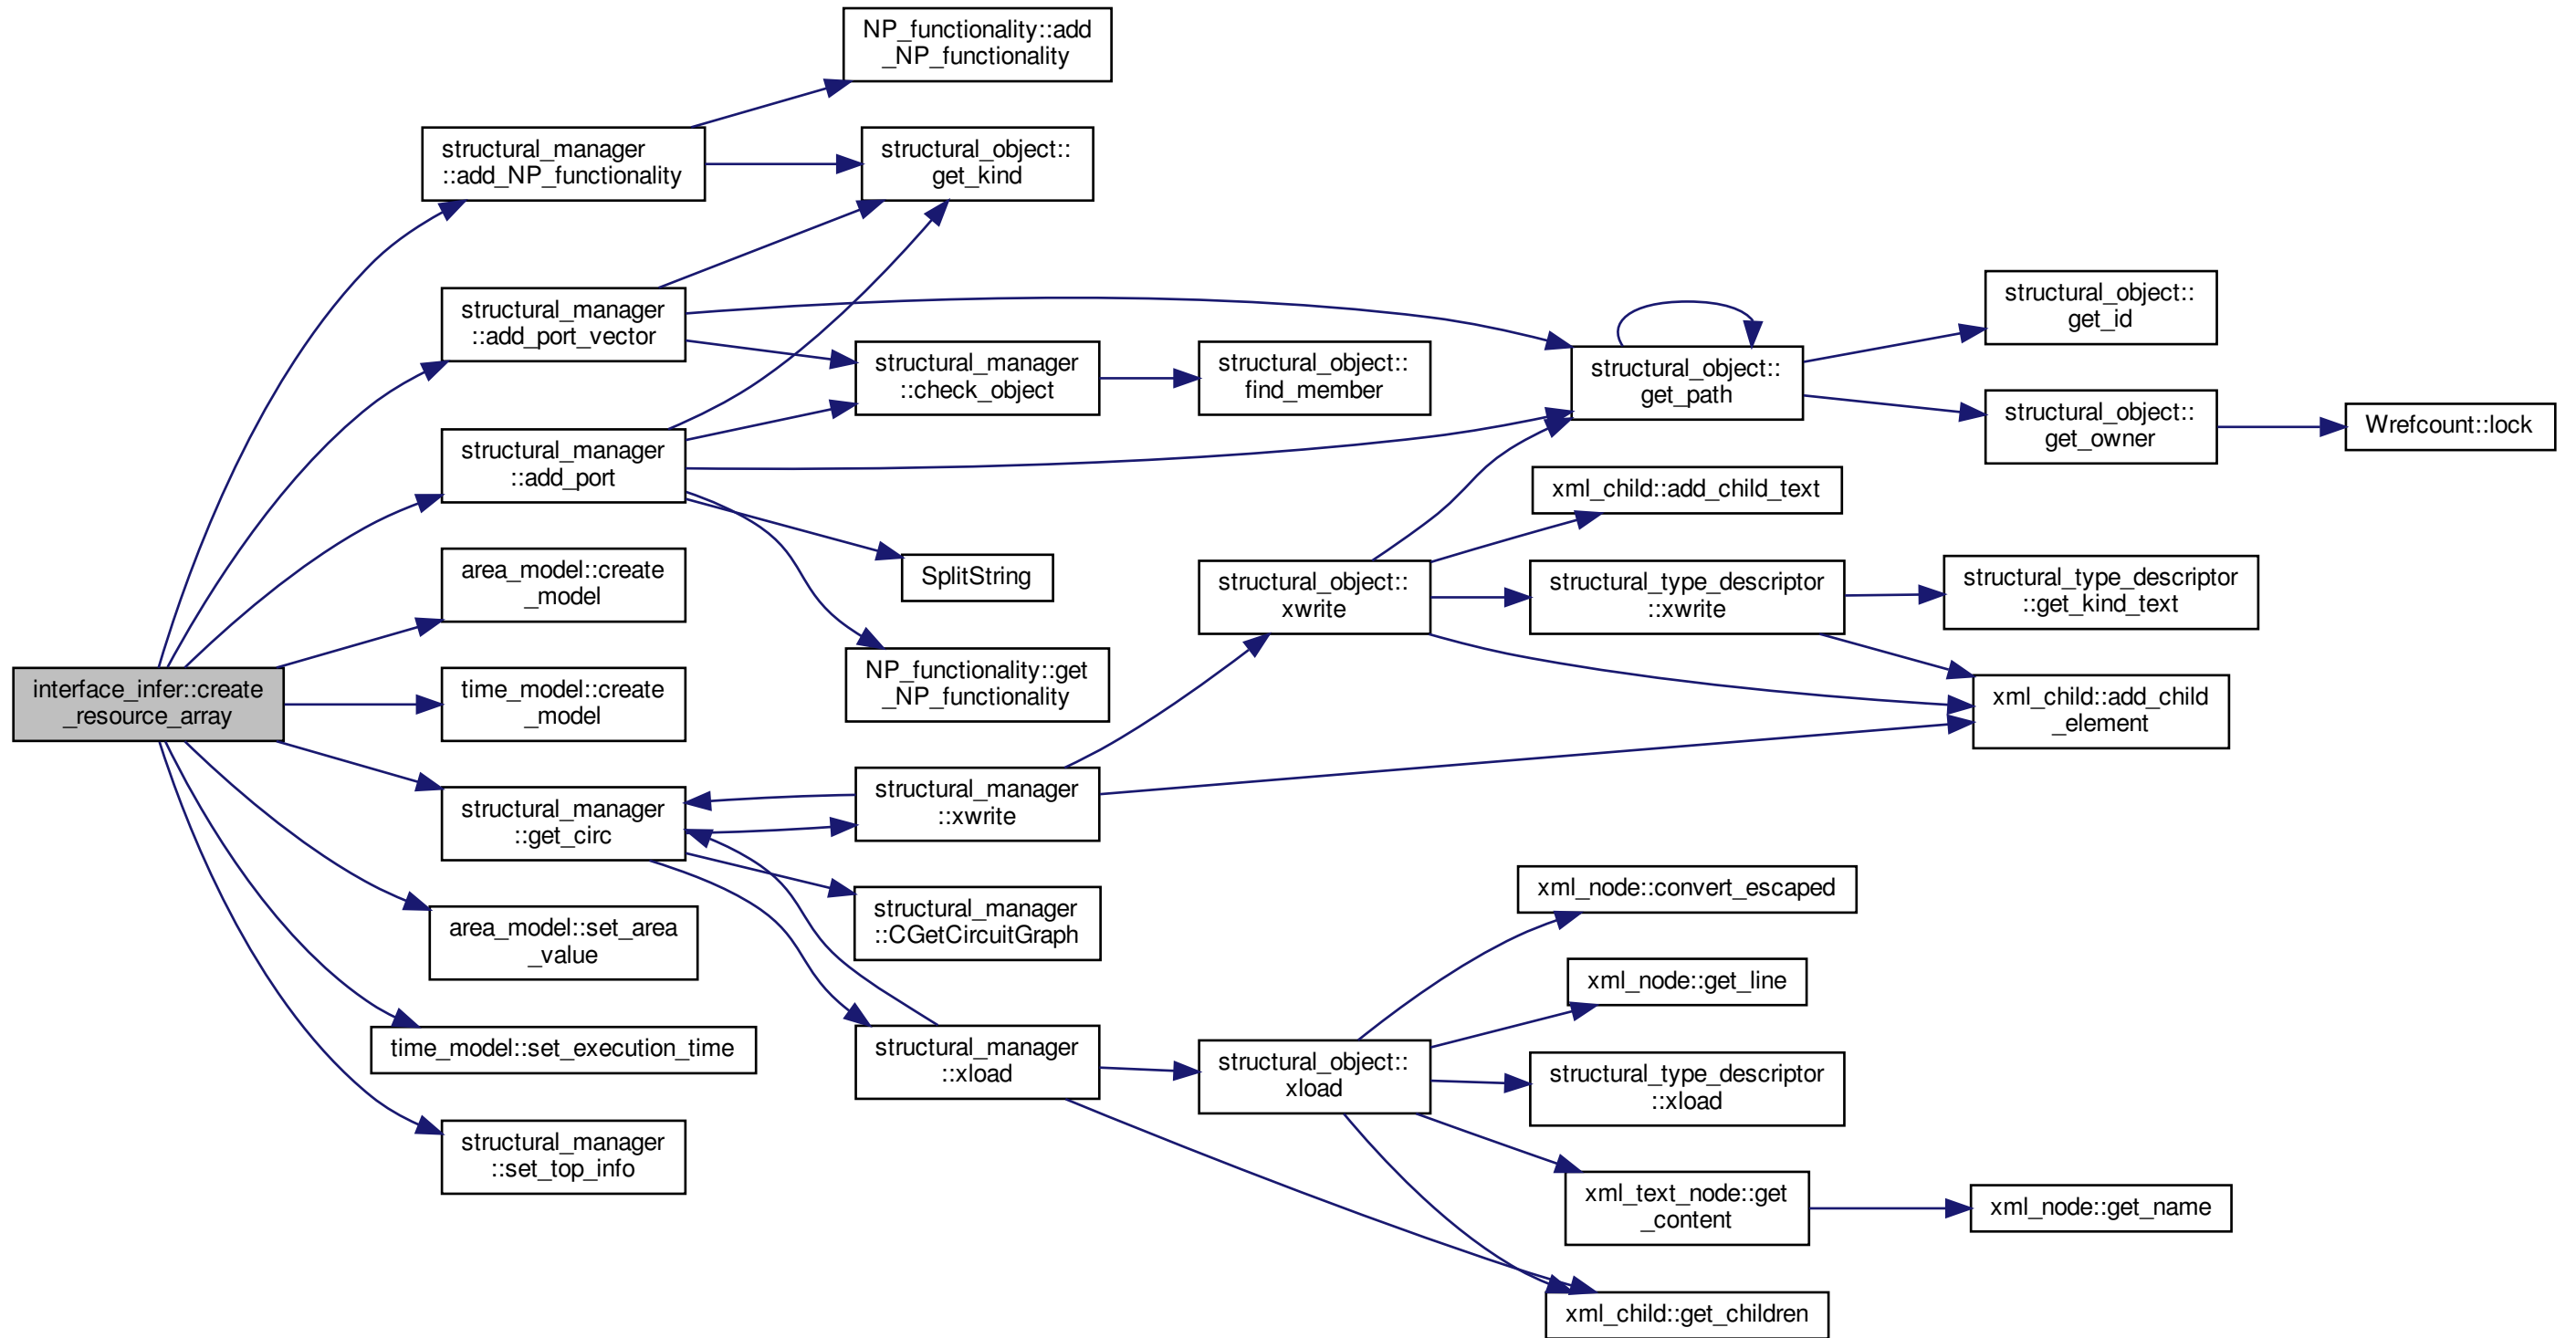 NP_functionality::add
_NP_functionality
structural_manager
::add_NP_functionality
structural_object::
get_kind
structural_manager
::add_port_vector
structural_object::
get_id
structural_manager
::check_object
structural_object::
find_member
structural_object::
get_path
structural_object::
get_owner
Wrefcount::lock
structural_manager
::add_port
xml_child::add_child_text
area_model::create
_model
SplitString
structural_object::
xwrite
structural_type_descriptor
::xwrite
structural_type_descriptor
::get_kind_text
interface_infer::create
_resource_array
time_model::create
_model
NP_functionality::get
_NP_functionality
xml_child::add_child
_element
structural_manager
::get_circ
structural_manager
::xwrite
area_model::set_area
_value
structural_manager
::CGetCircuitGraph
xml_node::convert_escaped
xml_node::get_line
time_model::set_execution_time
structural_manager
::xload
structural_object::
xload
structural_type_descriptor
::xload
structural_manager
::set_top_info
xml_text_node::get
_content
xml_node::get_name
xml_child::get_children